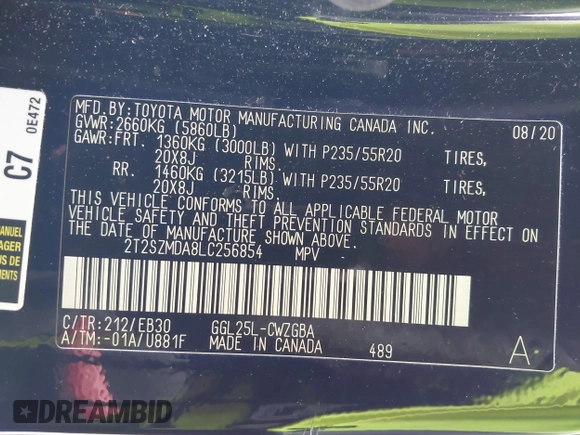 MFD.BY:TOYOTA MOTOR MANUFACTURING CANADA INC. 08/20
GVWR:2660KG (5860LB)
GAWR:FRT. 1360KG (3000LB) WITH P235/55R20 TIRES,
20X8J RIMS.
RR. 1460KG (3215LB) WITH P235/55R20 TIRES,
20X8J RIMS.
THIS VEHICLE CONFORMS TO ALL APPLICABLE FEDERAL MOTOR
VEHICLE SAFETY AND THEFT PREVENTION STANDARDS IN EFFECT ON
THE DATE OF MANUFACTURE SHOWN ABOVE.
2T2SZMDA8LC256854 MPV
C/TR:212/EB30 GGL25L-CWZGBA
A/TM:-01A/U881F MADE IN CANADA 489 A
C7
0E472
MANUEL
DREAMBID